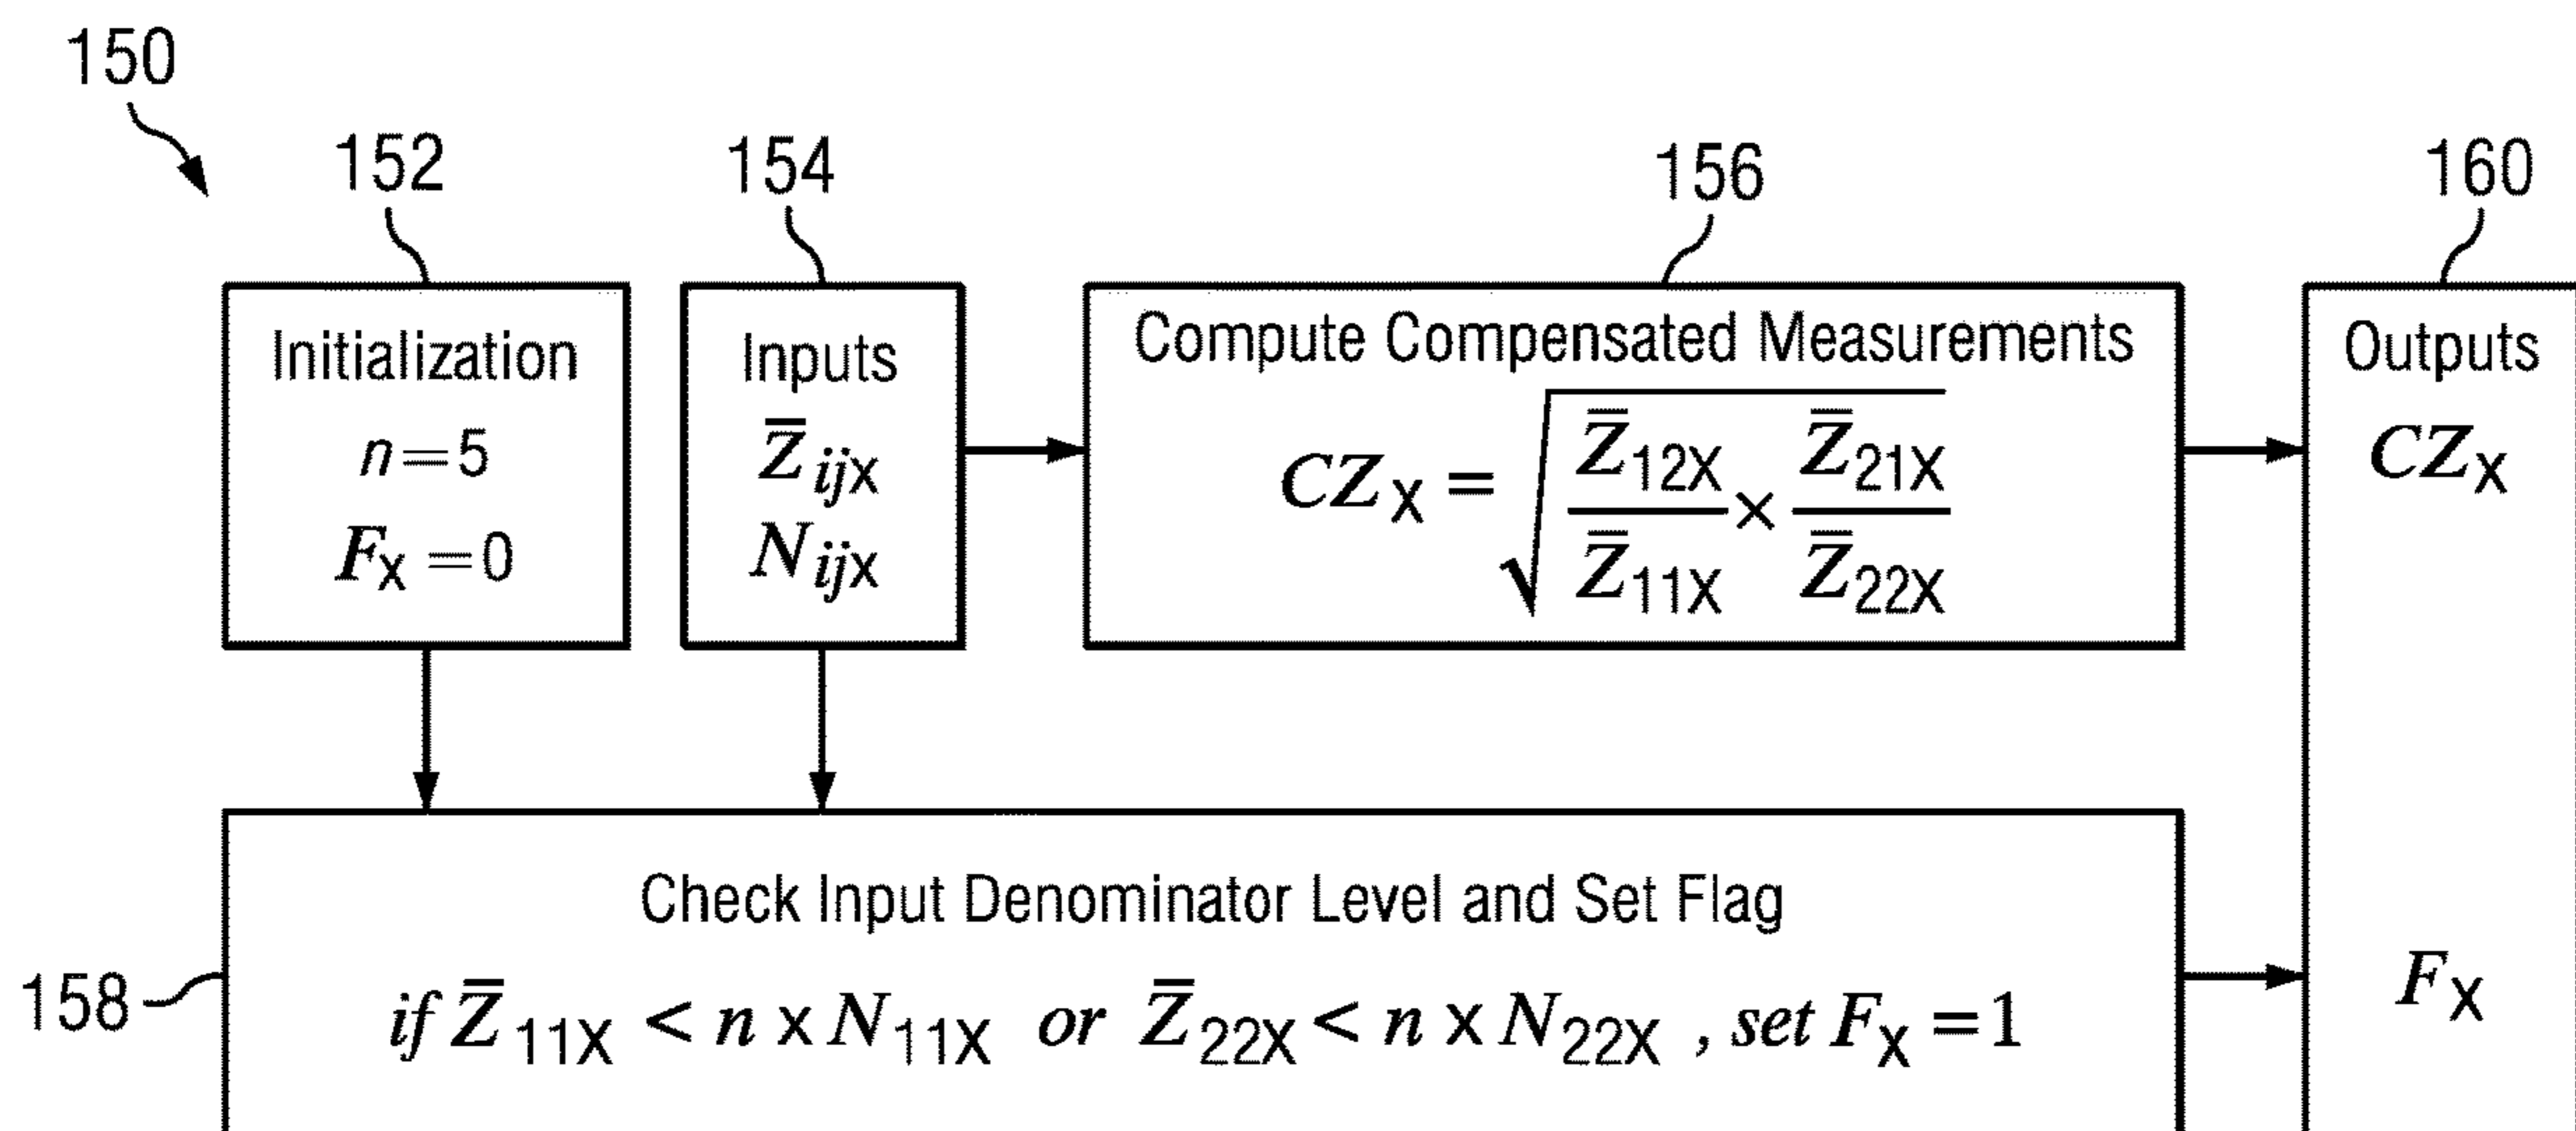 150
152
154
156
160
Initialization
n=5
Fx =0
Inputs
Z̅ijx
Nijx
Compute Compensated Measurements
CZx = √ Z̅12X / Z̅11X × Z̅21X / Z̅22X
Outputs
CZx
Fx
158
Check Input Denominator Level and Set Flag
if Z̅11X < n x N11X or Z̅22X < n x N22X , set Fx =1